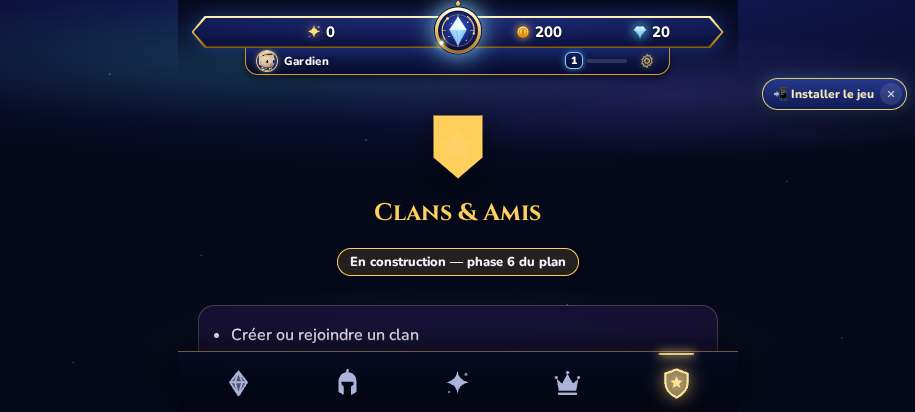 0
200
20
Gardien
1
📲 Installer le jeu ×
Clans & Amis
En construction — phase 6 du plan
• Créer ou rejoindre un clan